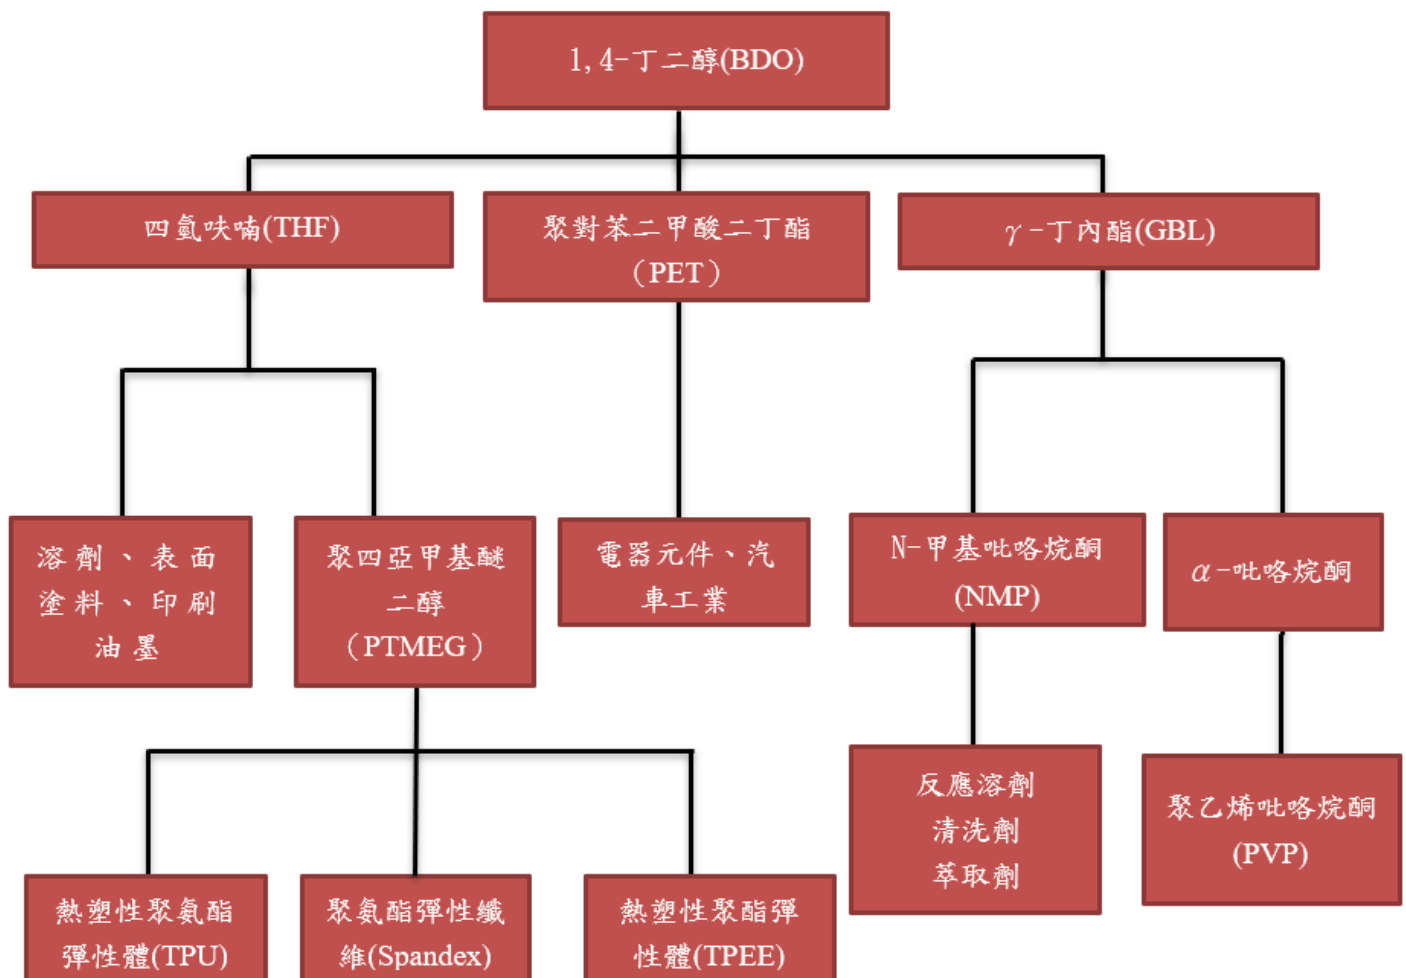 1,4-丁二醇(BDO)
四氫呋喃(THF)
聚對苯二甲酸二丁酯
（PET）
γ-丁內酯(GBL)
溶劑、表面
塗料、印刷
油墨
聚四亞甲基醚
二醇
（PTMEG）
電器元件、汽
車工業
N-甲基吡咯烷酮
(NMP)
α-吡咯烷酮
反應溶劑
清洗劑
萃取劑
聚乙烯吡咯烷酮
(PVP)
熱塑性聚氨酯
彈性體(TPU)
聚氨酯彈性纖
維(Spandex)
熱塑性聚酯彈
性體(TPEE)